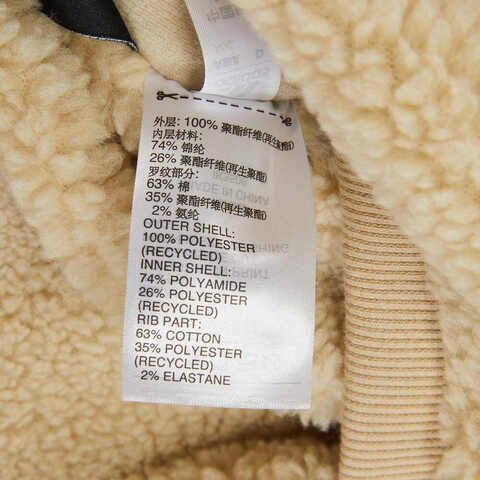 外层: 100% 聚酯纤维(再生聚酯)
内层材料:
74% 锦纶
26% 聚酯纤维(再生聚酯)
罗纹部分:
63% 棉
35% 聚酯纤维(再生聚酯)
2% 氨纶
OUTER SHELL:
100% POLYESTER
(RECYCLED)
INNER SHELL:
74% POLYAMIDE
26% POLYESTER
(RECYCLED)
RIB PART:
63% COTTON
35% POLYESTER
(RECYCLED)
2% ELASTANE